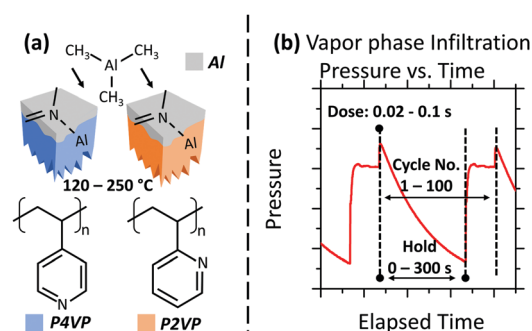 (a)
CH₃
CH₃
Al
CH₃
Al
N
Al
N
Al
120 – 250 °C
n
n
N
N
P4VP
P2VP
(b) Vapor phase Infiltration
Pressure vs. Time
Dose: 0.02 - 0.1 s
Cycle No.
1 – 100
Hold
0 – 300 s
Pressure
Elapsed Time